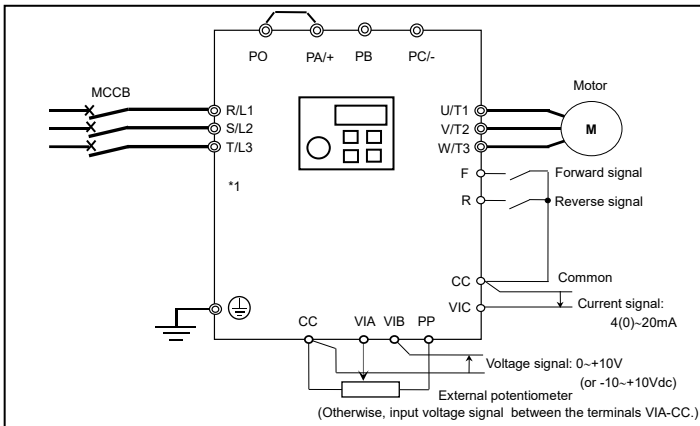 PO PA/+ PB PC/-
MCCB
Motor
R/L1
S/L2
T/L3
U/T1
V/T2
W/T3
M
*1
F
Forward signal
R
Reverse signal
CC
Common
VIC
Current signal:
4(0)~20mA
CC VIA VIB PP
Voltage signal: 0~+10V
(or -10~+10Vdc)
External potentiometer
(Otherwise, input voltage signal between the terminals VIA-CC.)